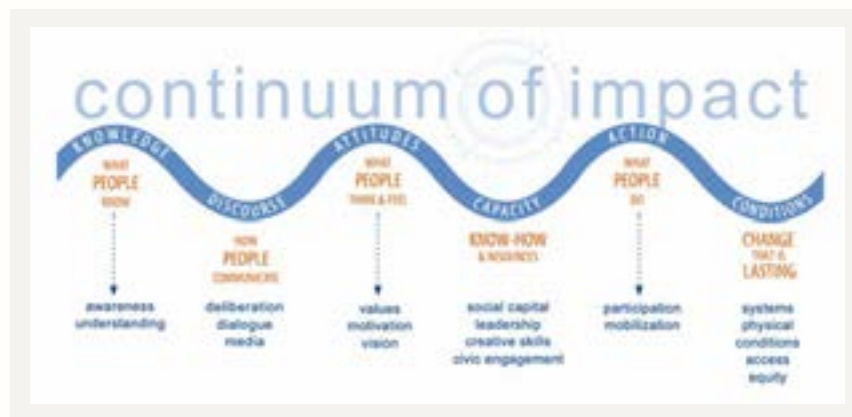 continuum of impact
KNOWLEDGE
WHAT
PEOPLE
KNOW
awareness
understanding
DISCOURSE
HOW
PEOPLE
COMMUNICATE
deliberation
dialogue
media
ATTITUDES
WHAT
PEOPLE
THINK & FEEL
values
motivation
vision
CAPACITY
KNOW-HOW
& RESOURCES
social capital
leadership
creative skills
civic engagement
ACTION
WHAT
PEOPLE
DO
participation
mobilization
CONDITIONS
CHANGE
THAT IS
LASTING
systems
physical
conditions
access
equity